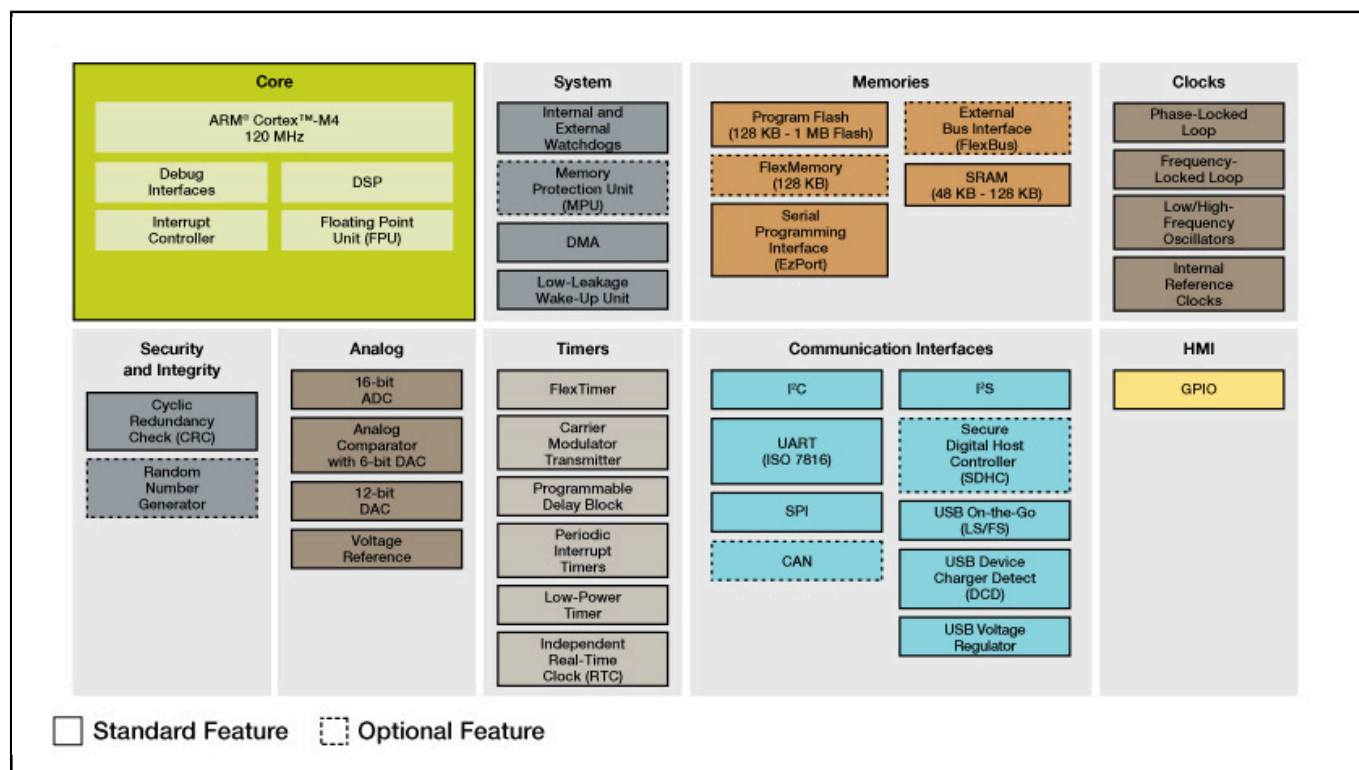 Core
ARM® Cortex™-M4
120 MHz
Debug
Interfaces
DSP
Interrupt
Controller
Floating Point
Unit (FPU)
System
Internal and
External
Watchdogs
Memory
Protection Unit
(MPU)
DMA
Low-Leakage
Wake-Up Unit
Memories
Program Flash
(128 KB - 1 MB Flash)
External
Bus Interface
(FlexBus)
FlexMemory
(128 KB)
SRAM
(48 KB - 128 KB)
Serial
Programming
Interface
(EzPort)
Clocks
Phase-Locked
Loop
Frequency-
Locked Loop
Low/High-
Frequency
Oscillators
Internal
Reference
Clocks
Security
and Integrity
Cyclic
Redundancy
Check (CRC)
Random
Number
Generator
Analog
16-bit
ADC
Analog
Comparator
with 6-bit DAC
12-bit
DAC
Voltage
Reference
Timers
FlexTimer
Carrier
Modulator
Transmitter
Programmable
Delay Block
Periodic
Interrupt
Timers
Low-Power
Timer
Independent
Real-Time
Clock (RTC)
Communication Interfaces
I²C
I²S
UART
(ISO 7816)
Secure
Digital Host
Controller
(SDHC)
SPI
USB On-the-Go
(LS/FS)
CAN
USB Device
Charger Detect
(DCD)
USB Voltage
Regulator
HMI
GPIO
Standard Feature
Optional Feature